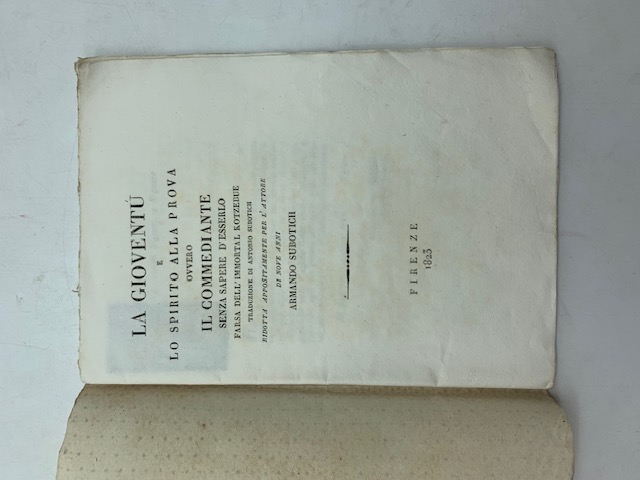 LA GIOVENTÙ
E
LO SPIRITO ALLA PROVA
OVVERO
IL COMMEDIANTE
SENZA SAPERE D'ESSERLO
FARSA DELL'IMMORTAL KOTZEBUE
TRADUZIONE DI ANTONIO SUBOTICH
RIDOTTA APPOSITAMENTE PER L'ATTORE
DI NOVE ANNI
ARMANDO SUBOTICH
FIRENZE
1823